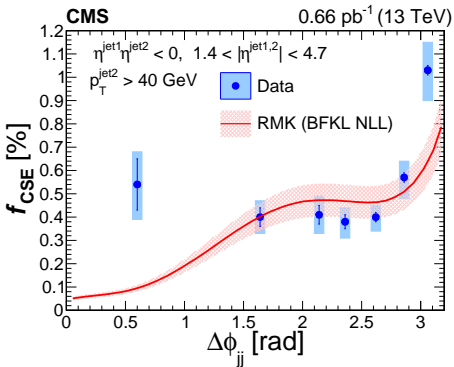 CMS 0.66 pb⁻¹ (13 TeV)
η^jet1 η^jet2 < 0, 1.4 < |η^jet1,2| < 4.7
p_T^jet2 > 40 GeV
Data
RMK (BFKL NLL)
f_CSE [%]
1.2
1.1
1
0.9
0.8
0.7
0.6
0.5
0.4
0.3
0.2
0.1
0
0 0.5 1 1.5 2 2.5 3
Δϕ_jj [rad]